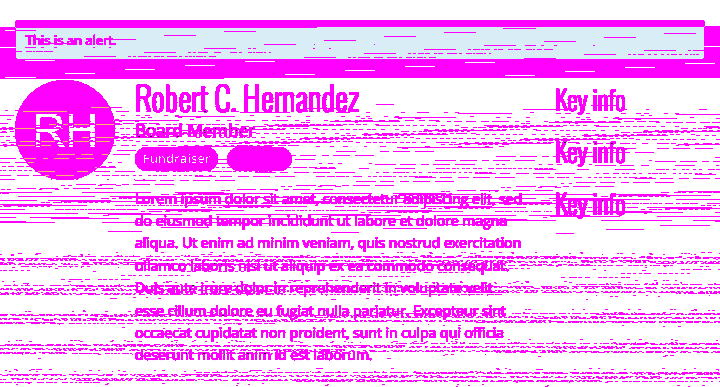 This is an alert.
RH
Robert C. Hernandez
Board Member
Fundraiser
Lorem ipsum dolor sit amet, consectetur adipiscing elit, sed
do eiusmod tempor incididunt ut labore et dolore magna
aliqua. Ut enim ad minim veniam, quis nostrud exercitation
ullamco laboris nisi ut aliquip ex ea commodo consequat.
Duis aute irure dolor in reprehenderit in voluptate velit
esse cillum dolore eu fugiat nulla pariatur. Excepteur sint
occaecat cupidatat non proident, sunt in culpa qui officia
deserunt mollit anim id est laborum.
Key info
Key info
Key info